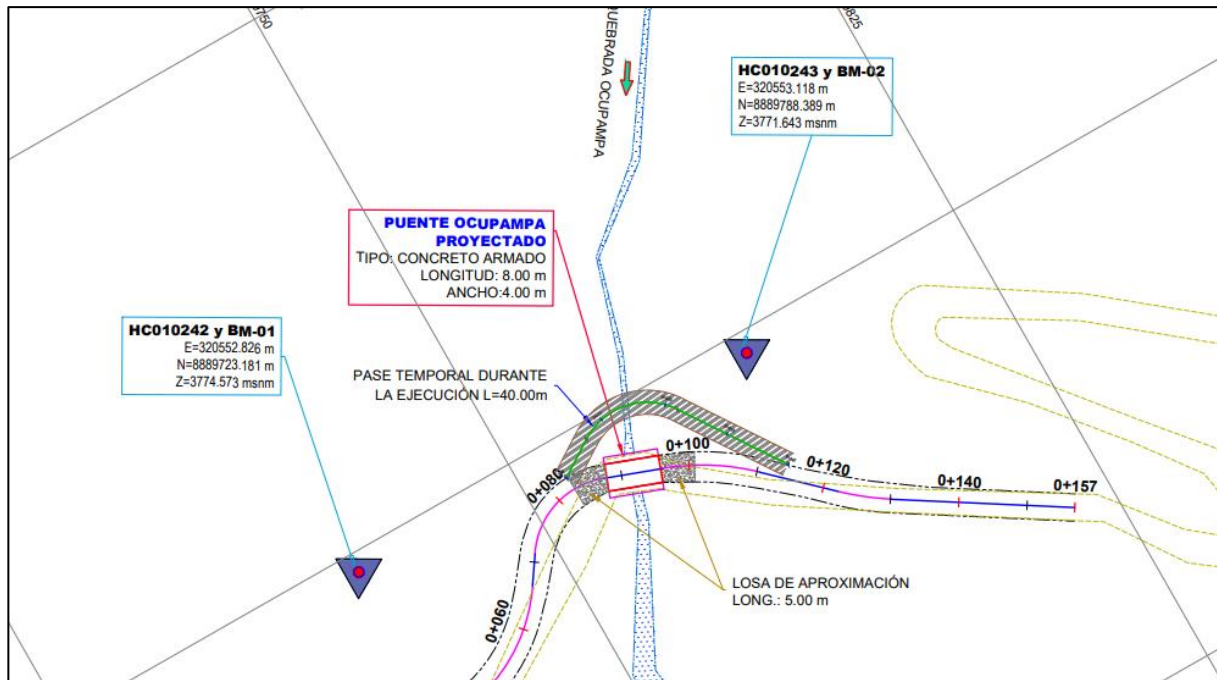 QUEBRADA OCUPAMPA
HC010243 y BM-02
E=320553.118 m
N=8889788.389 m
Z=3771.643 msnm
PUENTE OCUPAMPA
PROYECTADO
TIPO: CONCRETO ARMADO
LONGITUD: 8.00 m
ANCHO:4.00 m
HC010242 y BM-01
E=320552.826 m
N=8889723.181 m
Z=3774.573 msnm
PASE TEMPORAL DURANTE
LA EJECUCIÓN L=40.00m
0+060
0+080
0+100
0+120
0+140
0+157
LOSA DE APROXIMACIÓN
LONG.: 5.00 m